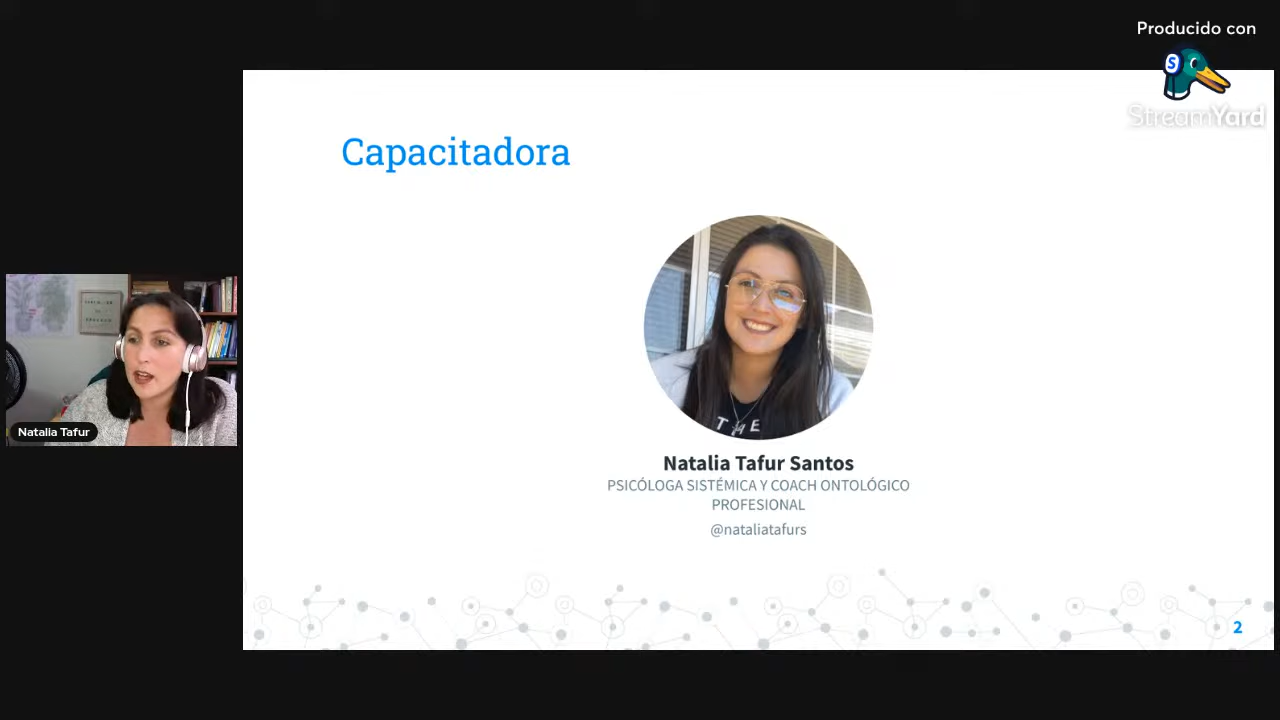 Producido con
StreamYard
Capacitadora
Natalia Tafur
Natalia Tafur Santos
PSICÓLOGA SISTÉMICA Y COACH ONTOLÓGICO
PROFESIONAL
@nataliatafurs
2